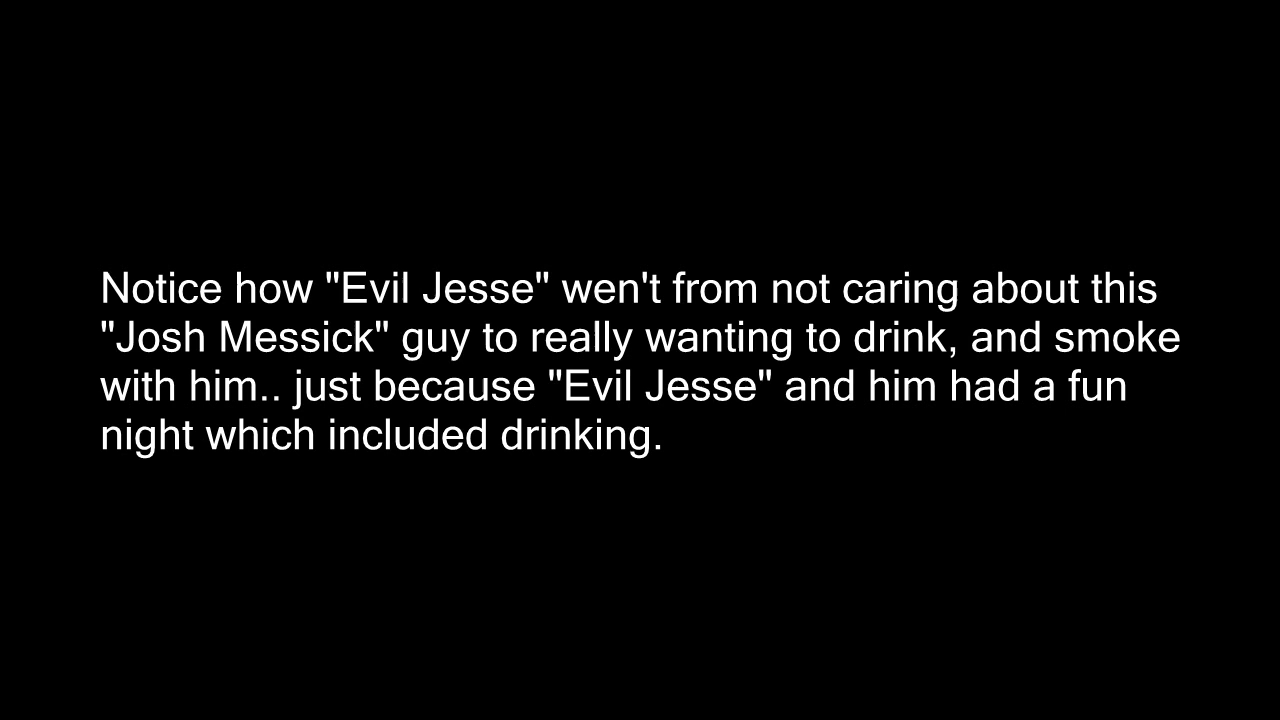 Notice how "Evil Jesse" wen't from not caring about this
"Josh Messick" guy to really wanting to drink, and smoke
with him.. just because "Evil Jesse" and him had a fun
night which included drinking.